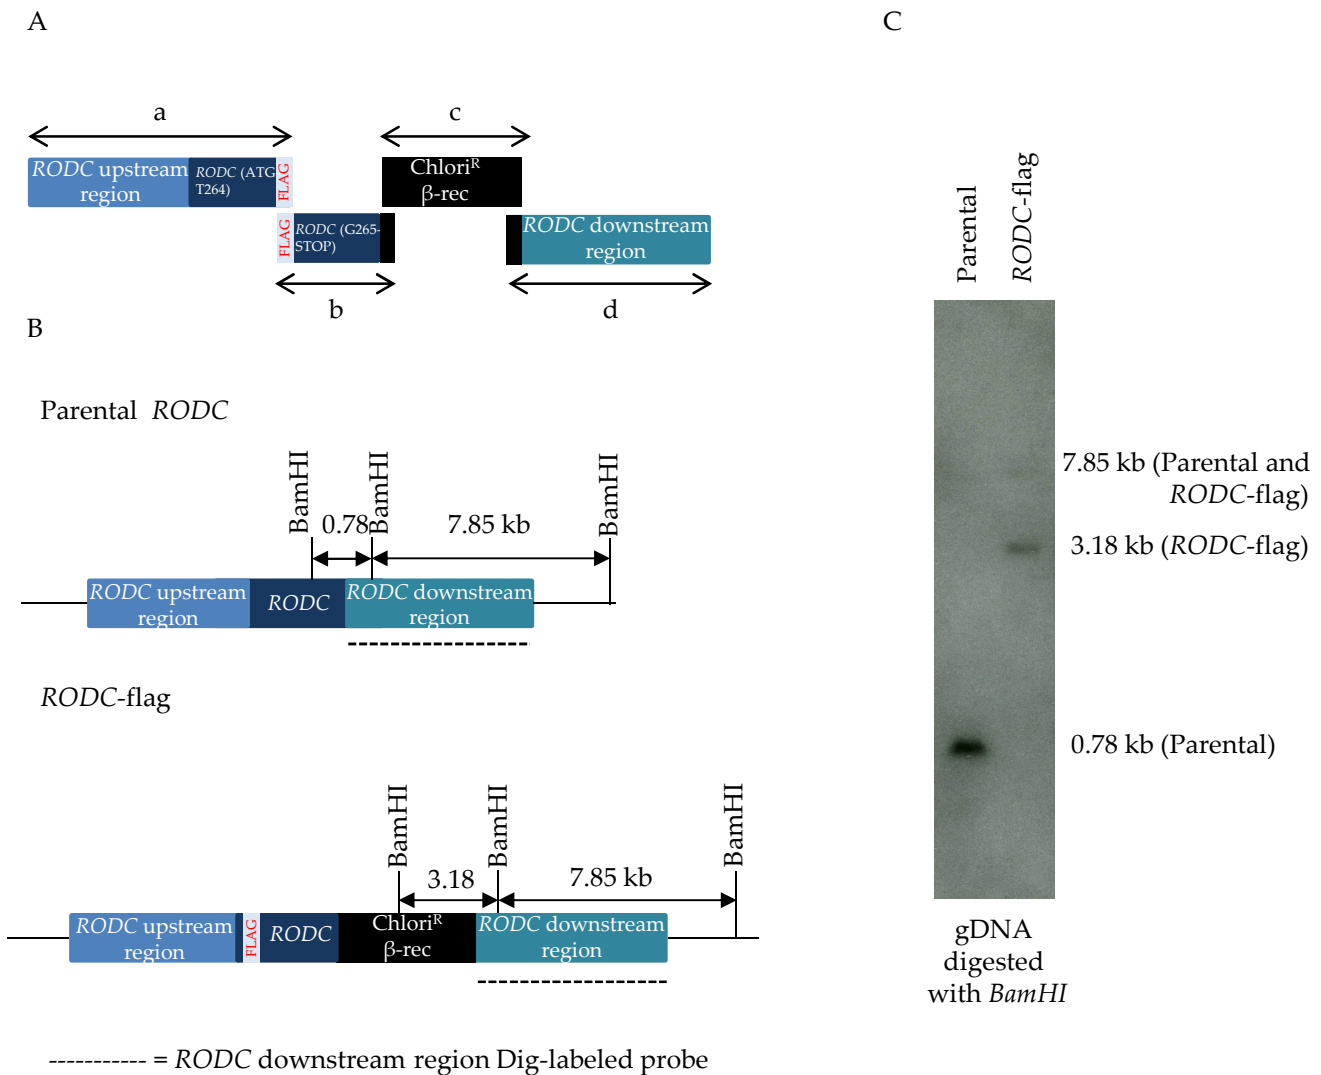 A
a
c
RODC upstream
region
RODC (ATG
T264)
FLAG
Chlori^R
β-rec
FLAG
RODC (G265-
STOP)
RODC downstream
region
b
d
B
Parental RODC
BamHI
BamHI
BamHI
0.78
7.85 kb
RODC upstream
region
RODC
RODC downstream
region
RODC-flag
BamHI
BamHI
BamHI
3.18
7.85 kb
RODC upstream
region
FLAG
RODC
Chlori^R
β-rec
RODC downstream
region
----------- = RODC downstream region Dig-labeled probe
C
Parental
RODC-flag
7.85 kb (Parental and
RODC-flag)
3.18 kb (RODC-flag)
0.78 kb (Parental)
gDNA
digested
with BamHI